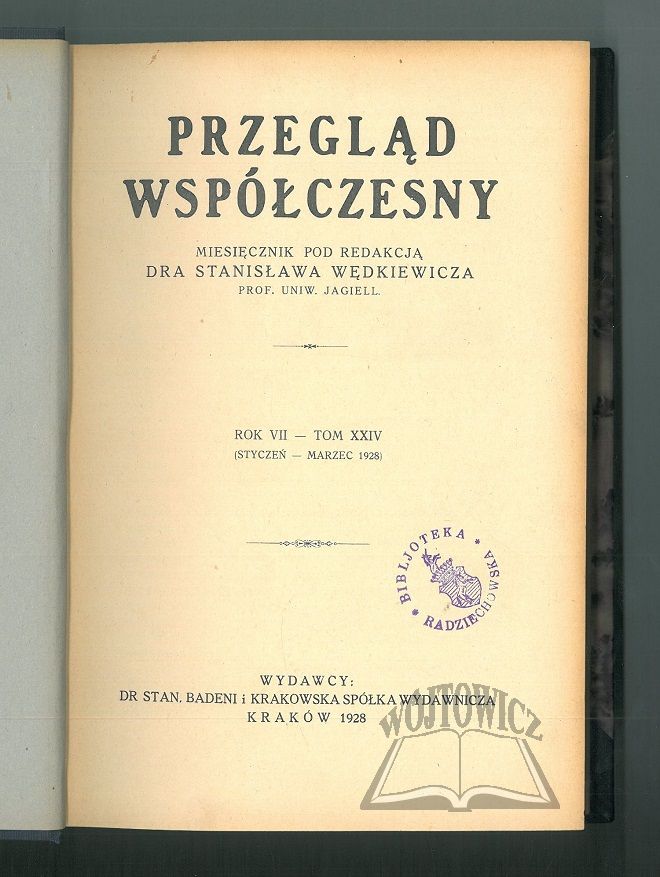 PRZEGLĄD
WSPÓŁCZESNY
MIESIĘCZNIK POD REDAKCJĄ
DRA STANISŁAWA WĘDKIEWICZA
PROF. UNIW. JAGIELL.
ROK VII — TOM XXIV
(STYCZEŃ — MARZEC 1928)
* BIBLJOTEKA *
RADZIECHOWSKA
WYDAWCY:
DR STAN. BADENI i KRAKOWSKA SPÓŁKA WYDAWNICZA
KRAKÓW 1928
WÓJTOWICZ